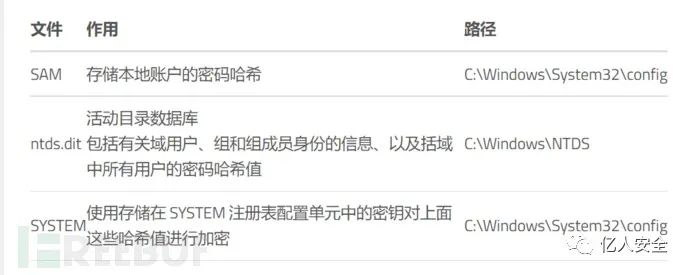 文件 作用 路径
SAM 存储本地账户的密码哈希 C:\Windows\System32\config
活动目录数据库
ntds.dit 包括有关域用户、组和组成员身份的信息、以及括域 C:\Windows\NTDS
中所有用户的密码哈希值
SYSTEM 使用存储在 SYSTEM 注册表配置单元中的密钥对上面 C:\Windows\System32\config
这些哈希值进行加密
FREEBUF
亿人安全